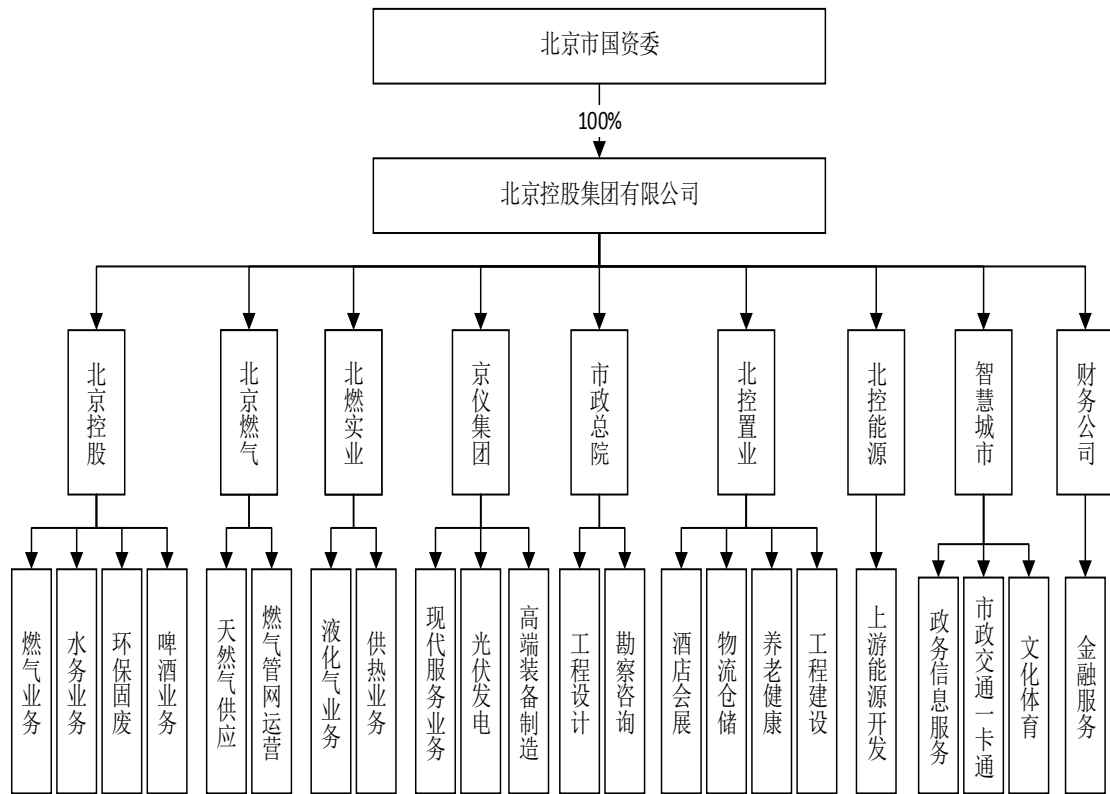 北京市国资委
100%
北京控股集团有限公司
北京控股
北京燃气
北燃实业
京仪集团
市政总院
北控置业
北控能源
智慧城市
财务公司
燃气业务
水务业务
环保固废
啤酒业务
天然气供应
燃气管网运营
液化气业务
供热业务
现代服务业务
光伏发电
高端装备制造
工程设计
勘察咨询
酒店会展
物流仓储
养老健康
工程建设
上游能源开发
政务信息服务
市政交通一卡通
文化体育
金融服务